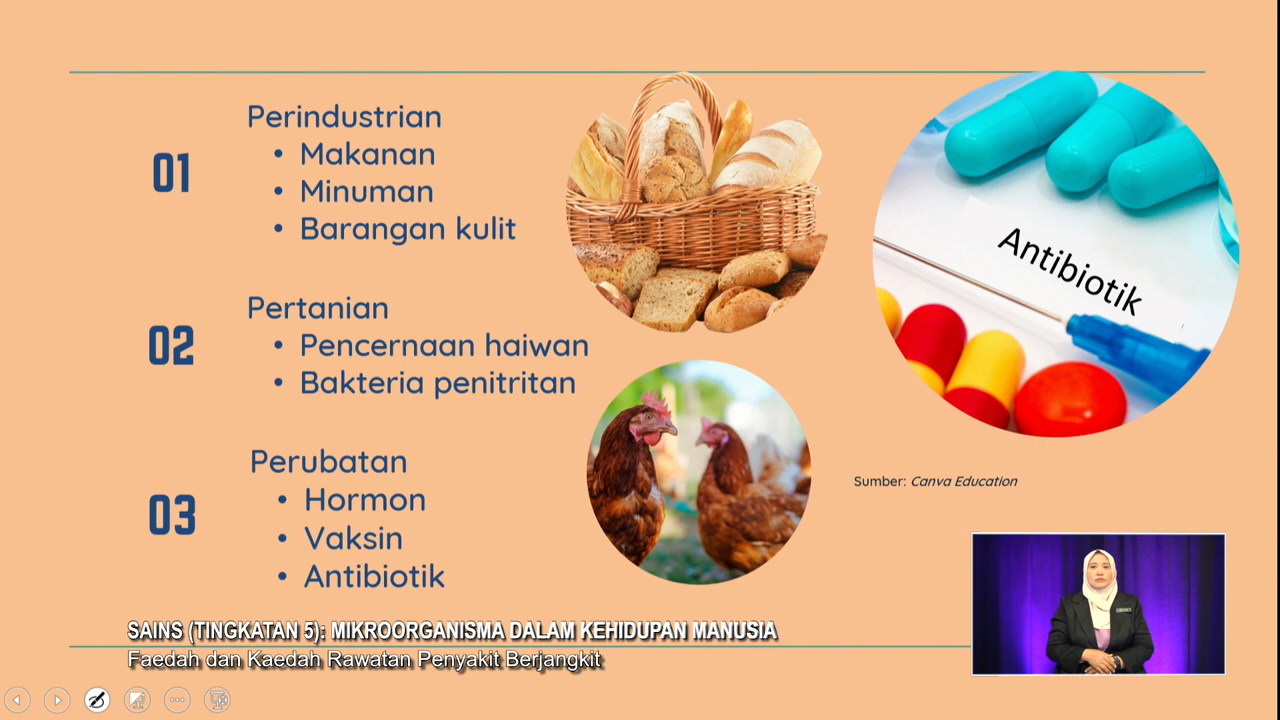 01
Perindustrian
• Makanan
• Minuman
• Barangan kulit
02
Pertanian
• Pencernaan haiwan
• Bakteria penitritan
03
Perubatan
• Hormon
• Vaksin
• Antibiotik
Antibiotik
Sumber: Canva Education
SAINS (TINGKATAN 5): MIKROORGANISMA DALAM KEHIDUPAN MANUSIA
Faedah dan Kaedah Rawatan Penyakit Berjangkit